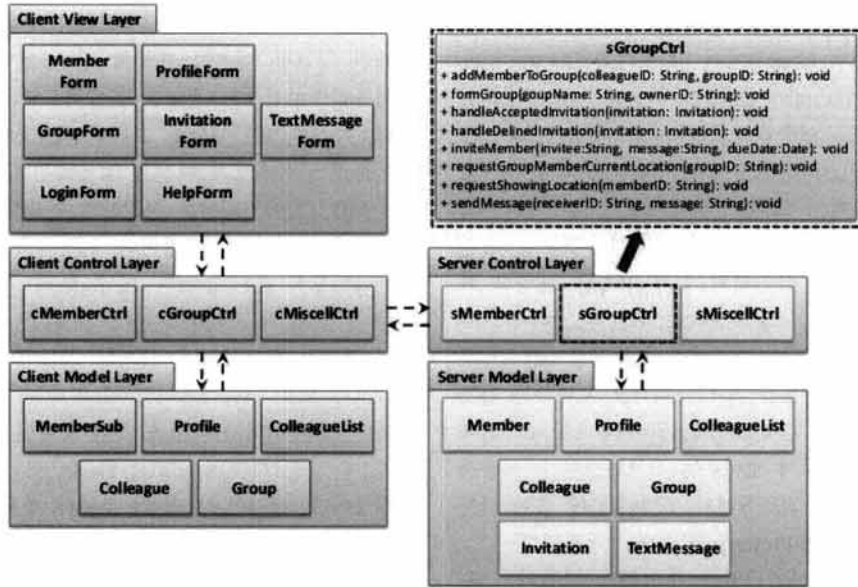 Client View Layer
Member
Form
ProfileForm
GroupForm
Invitation
Form
TextMessage
Form
LoginForm
HelpForm
sGroupCtrl
+ addMemberToGroup(colleagueID: String, groupID: String): void
+ formGroup(goupName: String, ownerID: String): void
+ handleAcceptedInvitation(invitation: Invitation): void
+ handleDelinedInvitation(invitation: Invitation): void
+ inviteMember(invitee:String, message:String, dueDate:Date): void
+ requestGroupMemberCurrentLocation(groupID: String): void
+ requestShowingLocation(memberID: String): void
+ sendMessage(receiverID: String, message: String): void
Client Control Layer
cMemberCtrl
cGroupCtrl
cMiscellCtrl
Server Control Layer
sMemberCtrl
sGroupCtrl
sMiscellCtrl
Client Model Layer
MemberSub
Profile
ColleagueList
Colleague
Group
Server Model Layer
Member
Profile
ColleagueList
Colleague
Group
Invitation
TextMessage